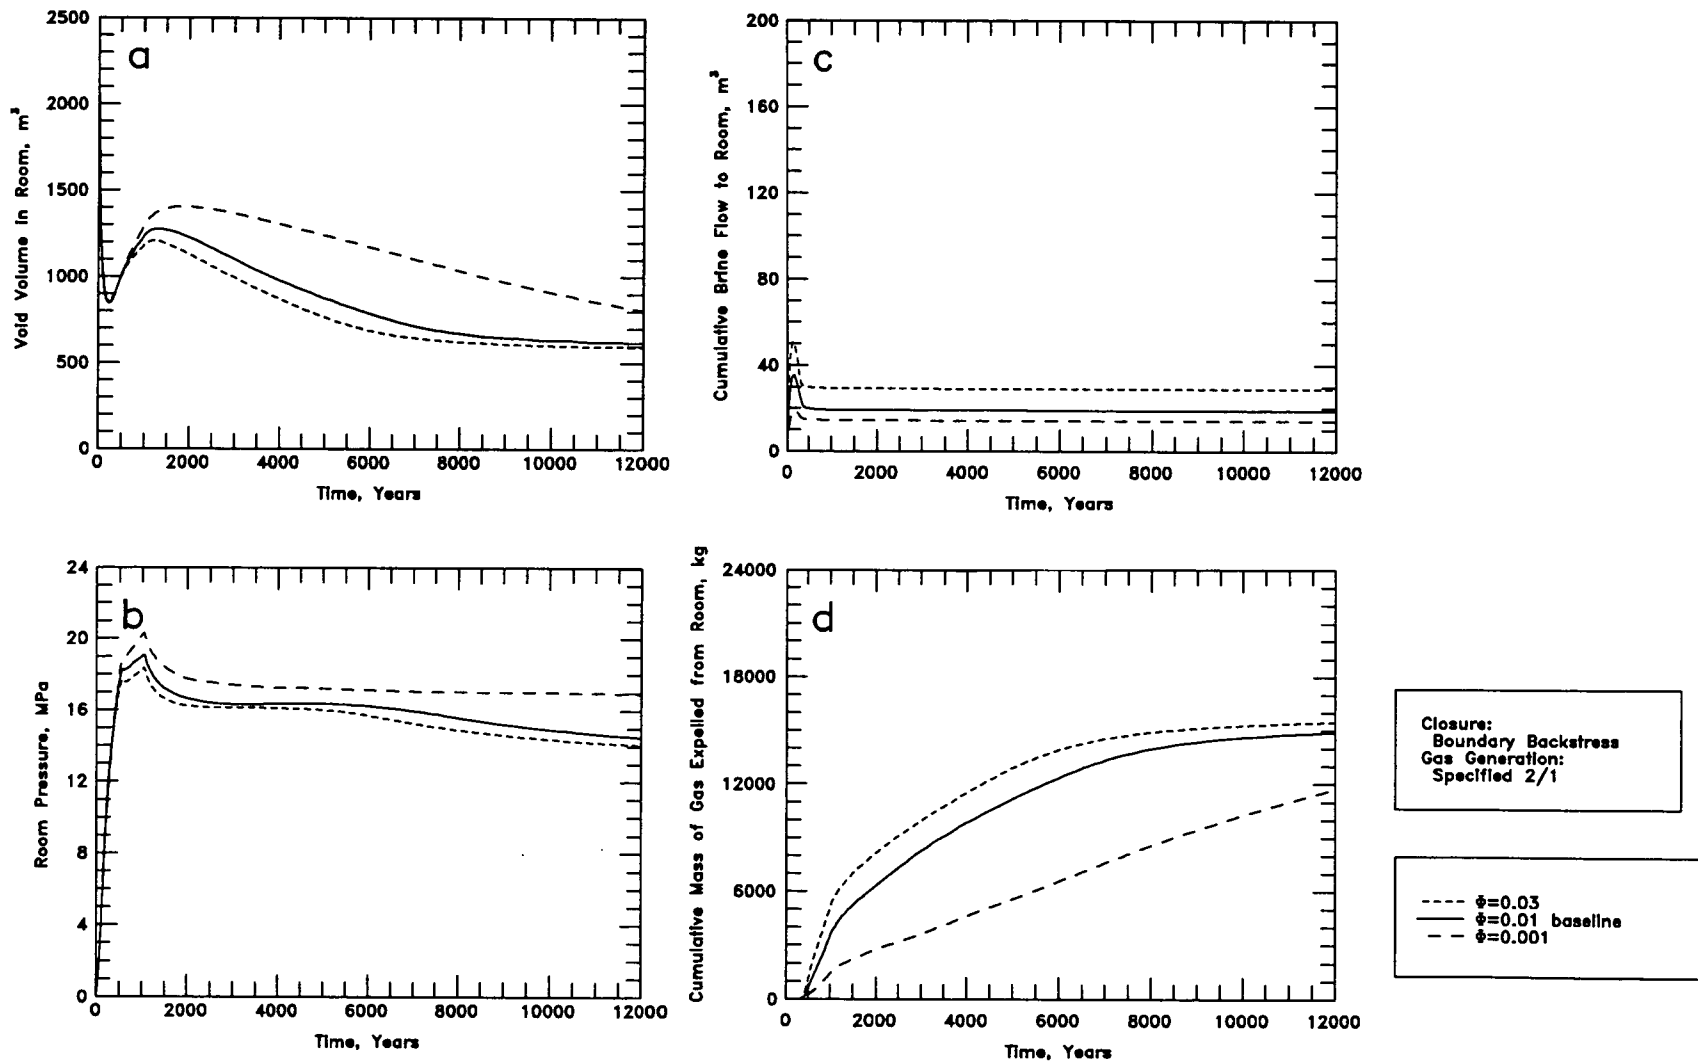 a
Void Volume in Room, m³
2500
2000
1500
1000
500
0
0 2000 4000 6000 8000 10000 12000
Time, Years
c
Cumulative Brine Flow to Room, m³
200
160
120
80
40
0
0 2000 4000 6000 8000 10000 12000
Time, Years
b
Room Pressure, MPa
24
20
16
12
8
4
0
0 2000 4000 6000 8000 10000 12000
Time, Years
d
Cumulative Mass of Gas Expelled from Room, kg
24000
18000
12000
6000
0
0 2000 4000 6000 8000 10000 12000
Time, Years
Closure:
Boundary Backstress
Gas Generation:
Specified 2/1
Φ=0.03
Φ=0.01 baseline
Φ=0.001